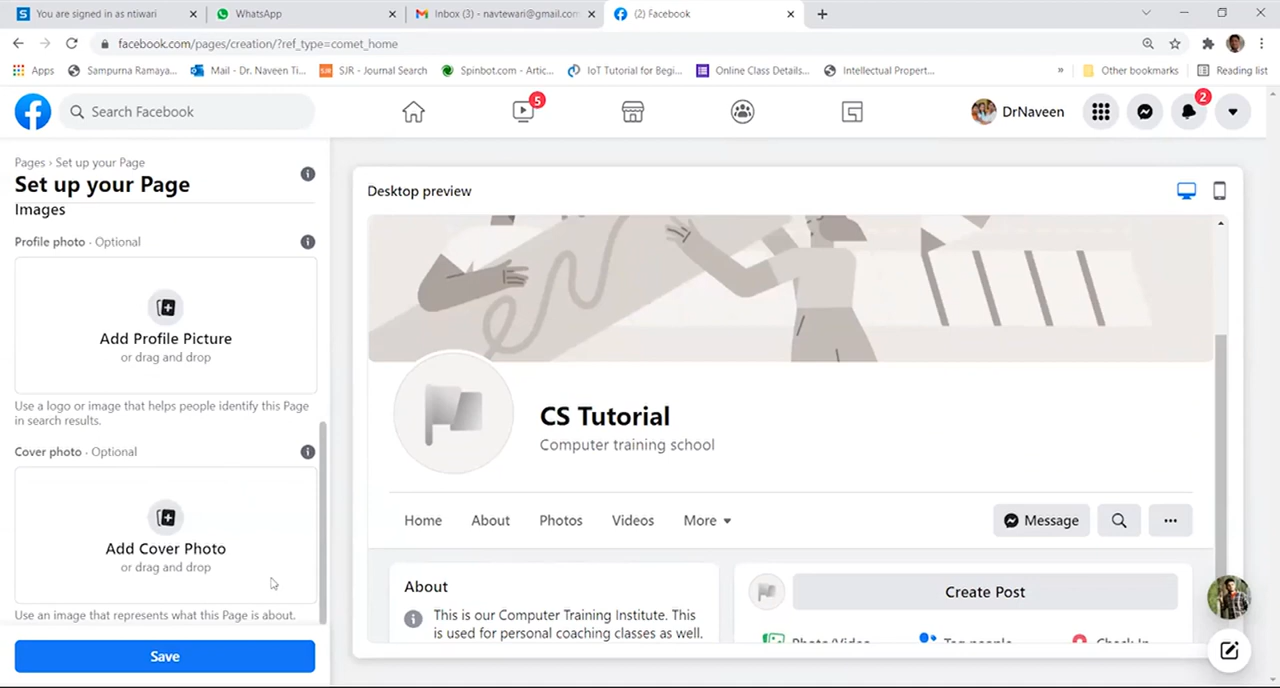 You are signed in as ntiwari
WhatsApp
Inbox (3) - navtewari@gmail.com
(2) Facebook
facebook.com/pages/creation/?ref_type=comet_home
Apps
Sampurna Ramaya...
Mail - Dr. Naveen Ti...
SJR - Journal Search
Spinbot.com - Artic...
IoT Tutorial for Begi...
Online Class Details...
Intellectual Propert...
»
Other bookmarks
Reading list
Search Facebook
5
DrNaveen
2
Pages › Set up your Page
Set up your Page
Images
Profile photo · Optional
Add Profile Picture
or drag and drop
Use a logo or image that helps people identify this Page
in search results.
Cover photo · Optional
Add Cover Photo
or drag and drop
Use an image that represents what this Page is about.
Save
Desktop preview
CS Tutorial
Computer training school
Home
About
Photos
Videos
More
Message
About
This is our Computer Training Institute. This
is used for personal coaching classes as well.
Create Post
Photo/Video
Tag people
Check In